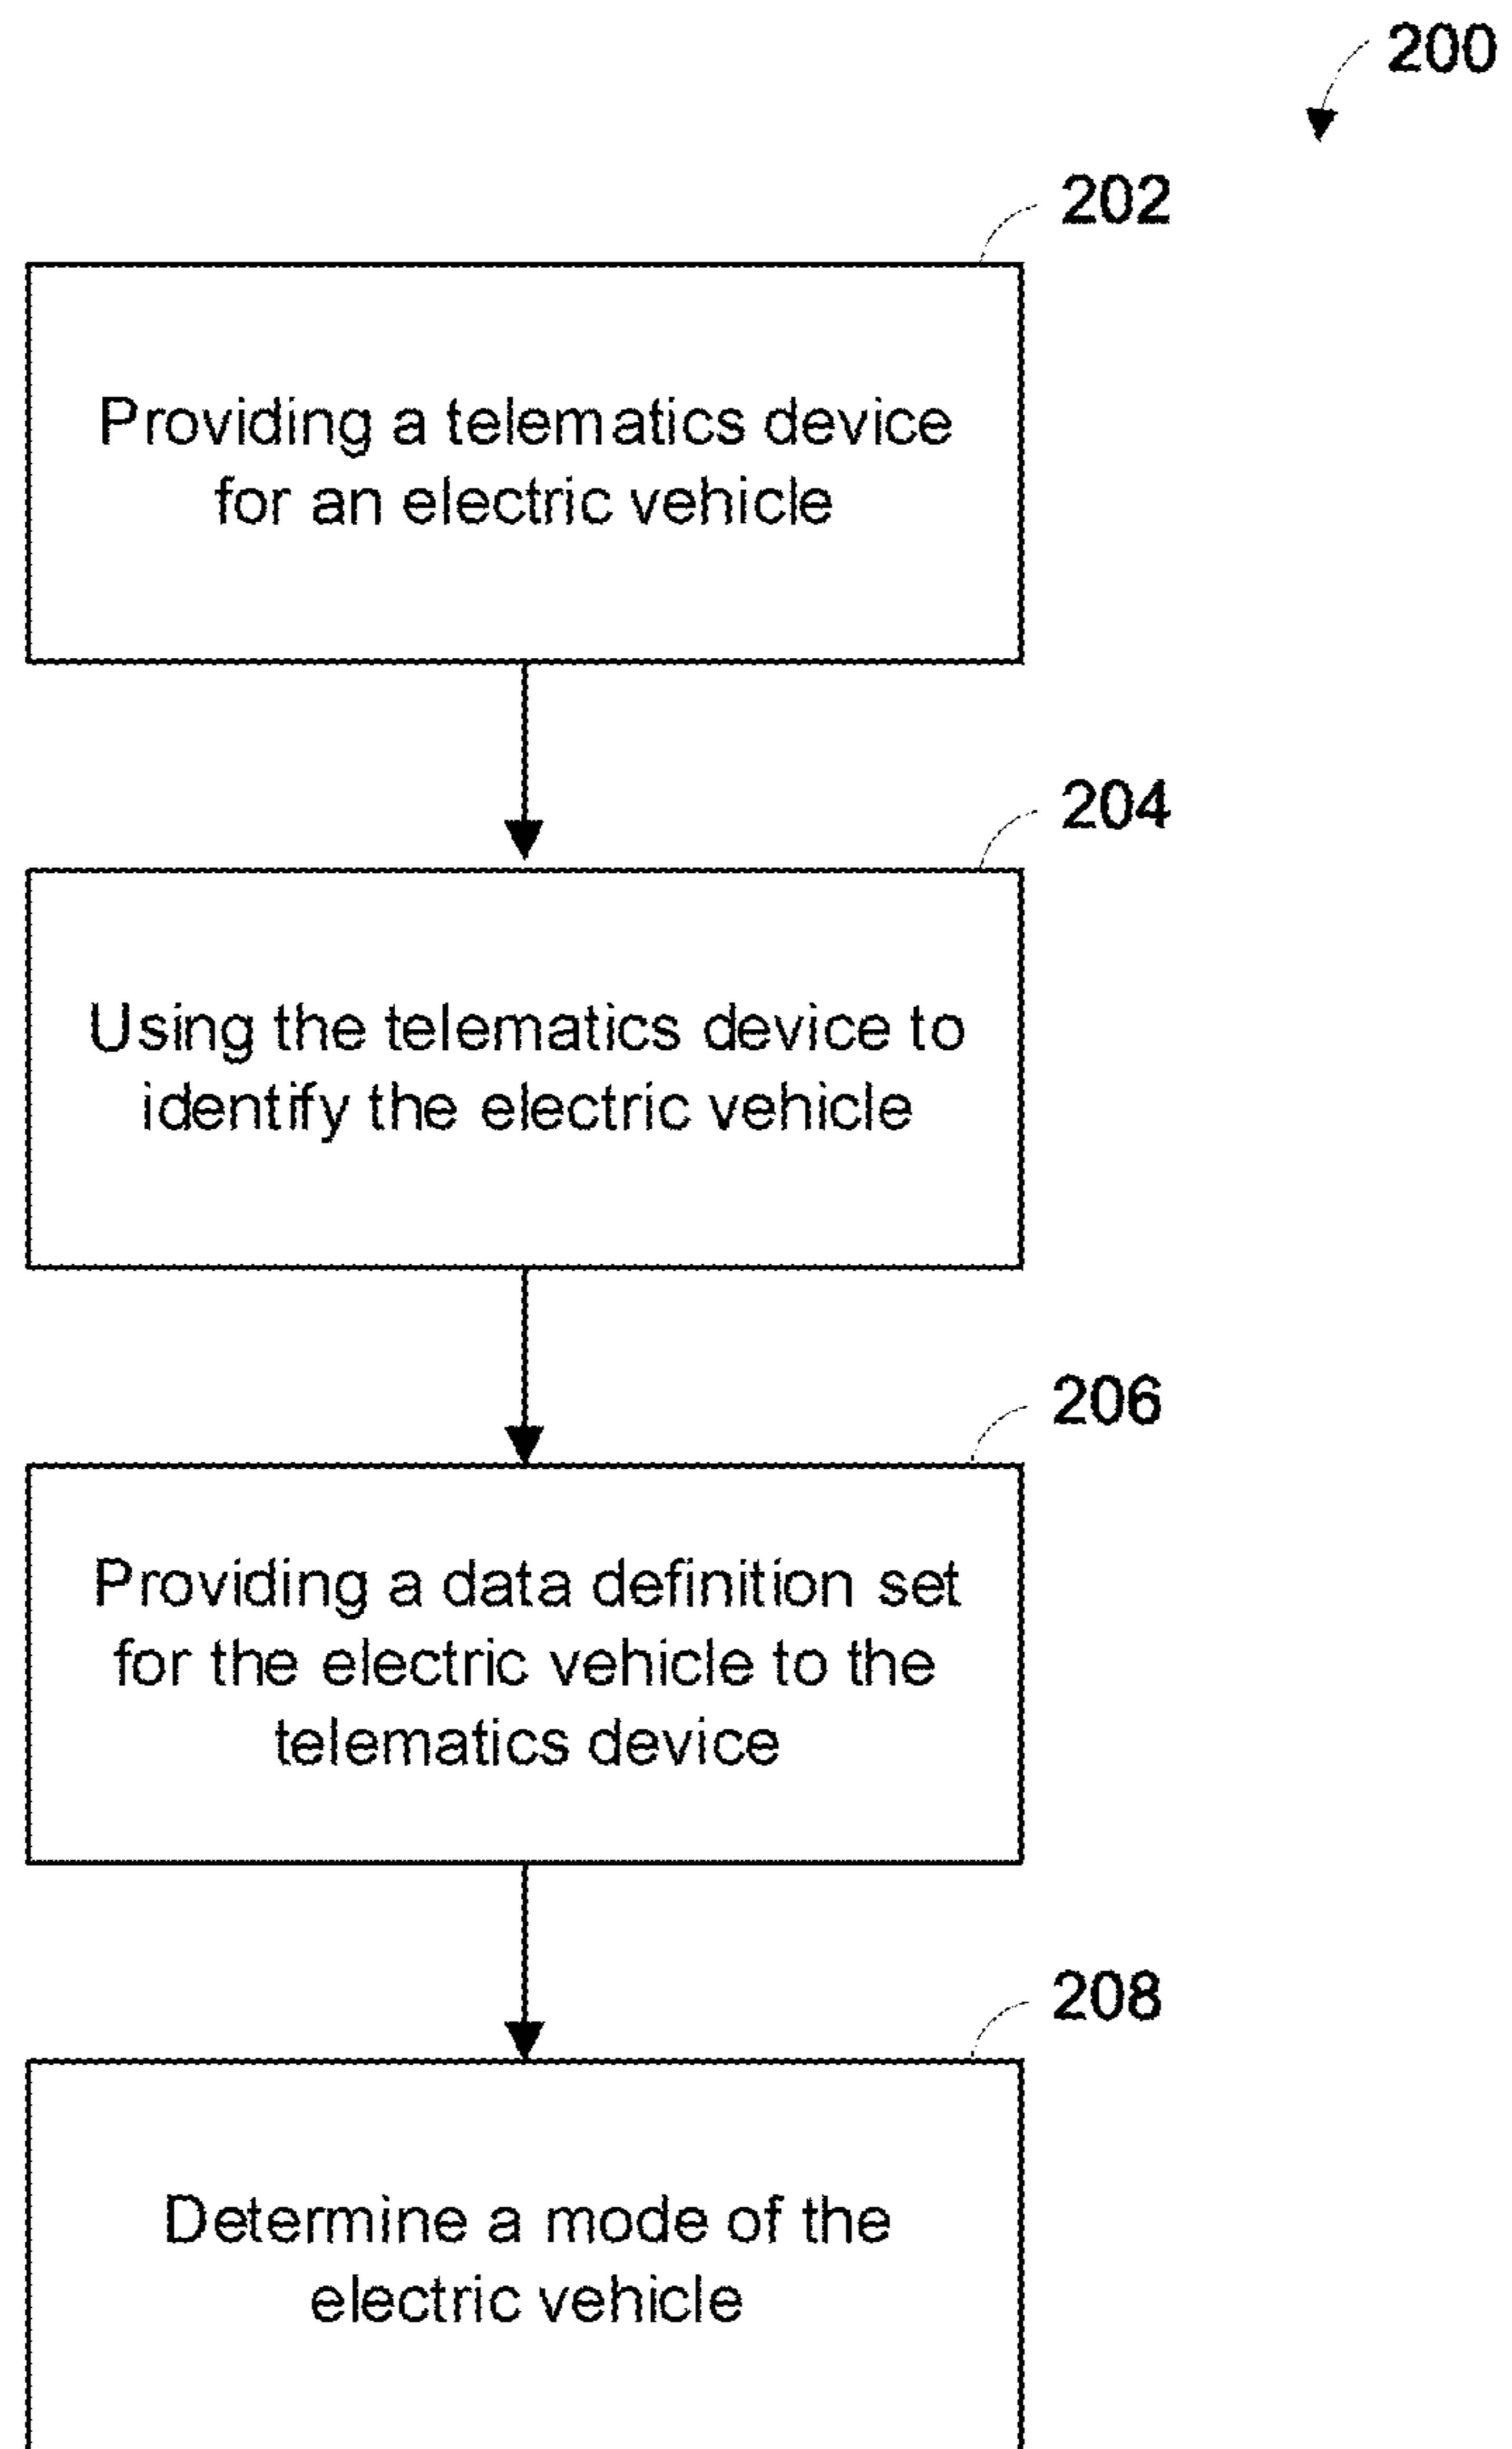 200
202
Providing a telematics device
for an electric vehicle
204
Using the telematics device to
identify the electric vehicle
206
Providing a data definition set
for the electric vehicle to the
telematics device
208
Determine a mode of the
electric vehicle